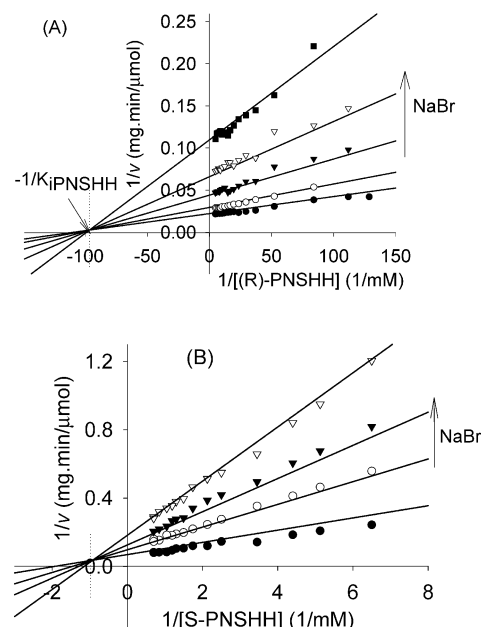 (A)
0.25
0.20
0.15
0.10
0.05
0.00
1/v (mg.min/μmol)
NaBr
-1/KiPNSHH
-100 -50 0 50 100 150
1/[(R)-PNSHH] (1/mM)
(B)
1.2
0.8
0.4
0.0
1/v (mg.min/μmol)
NaBr
-2 0 2 4 6 8
1/[S-PNSHH] (1/mM)